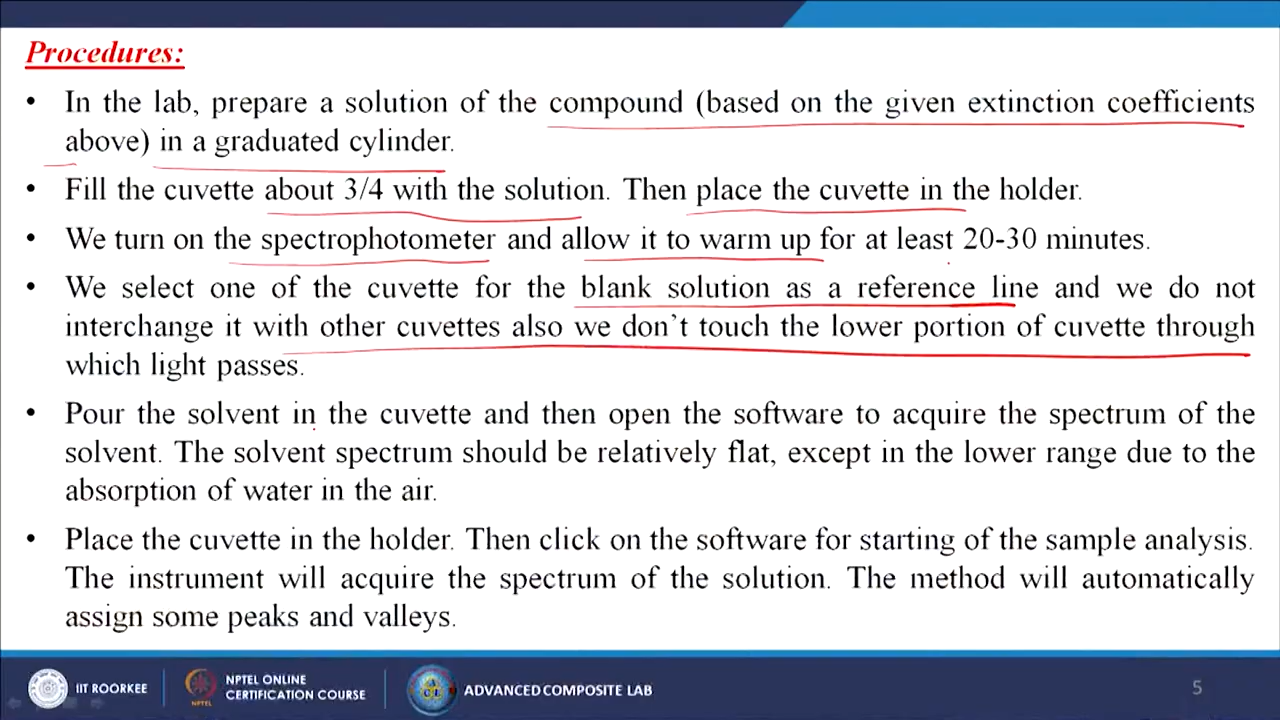 Procedures:
• In the lab, prepare a solution of the compound (based on the given extinction coefficients
above) in a graduated cylinder.
• Fill the cuvette about 3/4 with the solution. Then place the cuvette in the holder.
• We turn on the spectrophotometer and allow it to warm up for at least 20-30 minutes.
• We select one of the cuvette for the blank solution as a reference line and we do not
interchange it with other cuvettes also we don't touch the lower portion of cuvette through
which light passes.
• Pour the solvent in the cuvette and then open the software to acquire the spectrum of the
solvent. The solvent spectrum should be relatively flat, except in the lower range due to the
absorption of water in the air.
• Place the cuvette in the holder. Then click on the software for starting of the sample analysis.
The instrument will acquire the spectrum of the solution. The method will automatically
assign some peaks and valleys.
IIT ROORKEE
NPTEL
NPTEL ONLINE
CERTIFICATION COURSE
ADVANCED COMPOSITE LAB
5